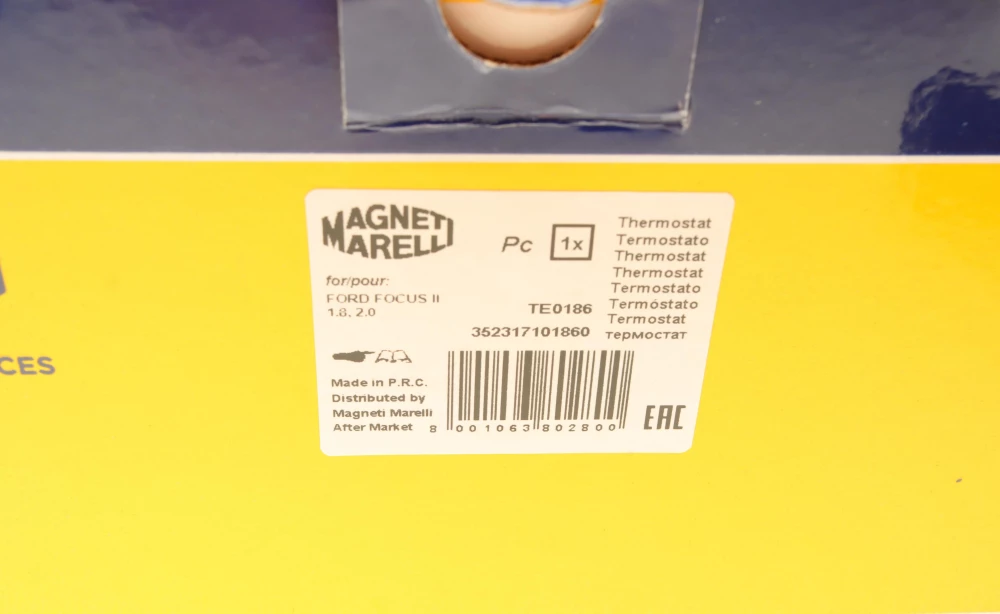 MAGNETI
MARELLI
Pc 1x
Thermostat
Termostato
Thermostat
Thermostat
Termostato
Termóstato
Termostat
термостат
for/pour:
FORD FOCUS II
1.8, 2.0
TE0186
352317101860
Made in P.R.C.
Distributed by
Magneti Marelli
After Market
8 001063 802800
EAC
CES